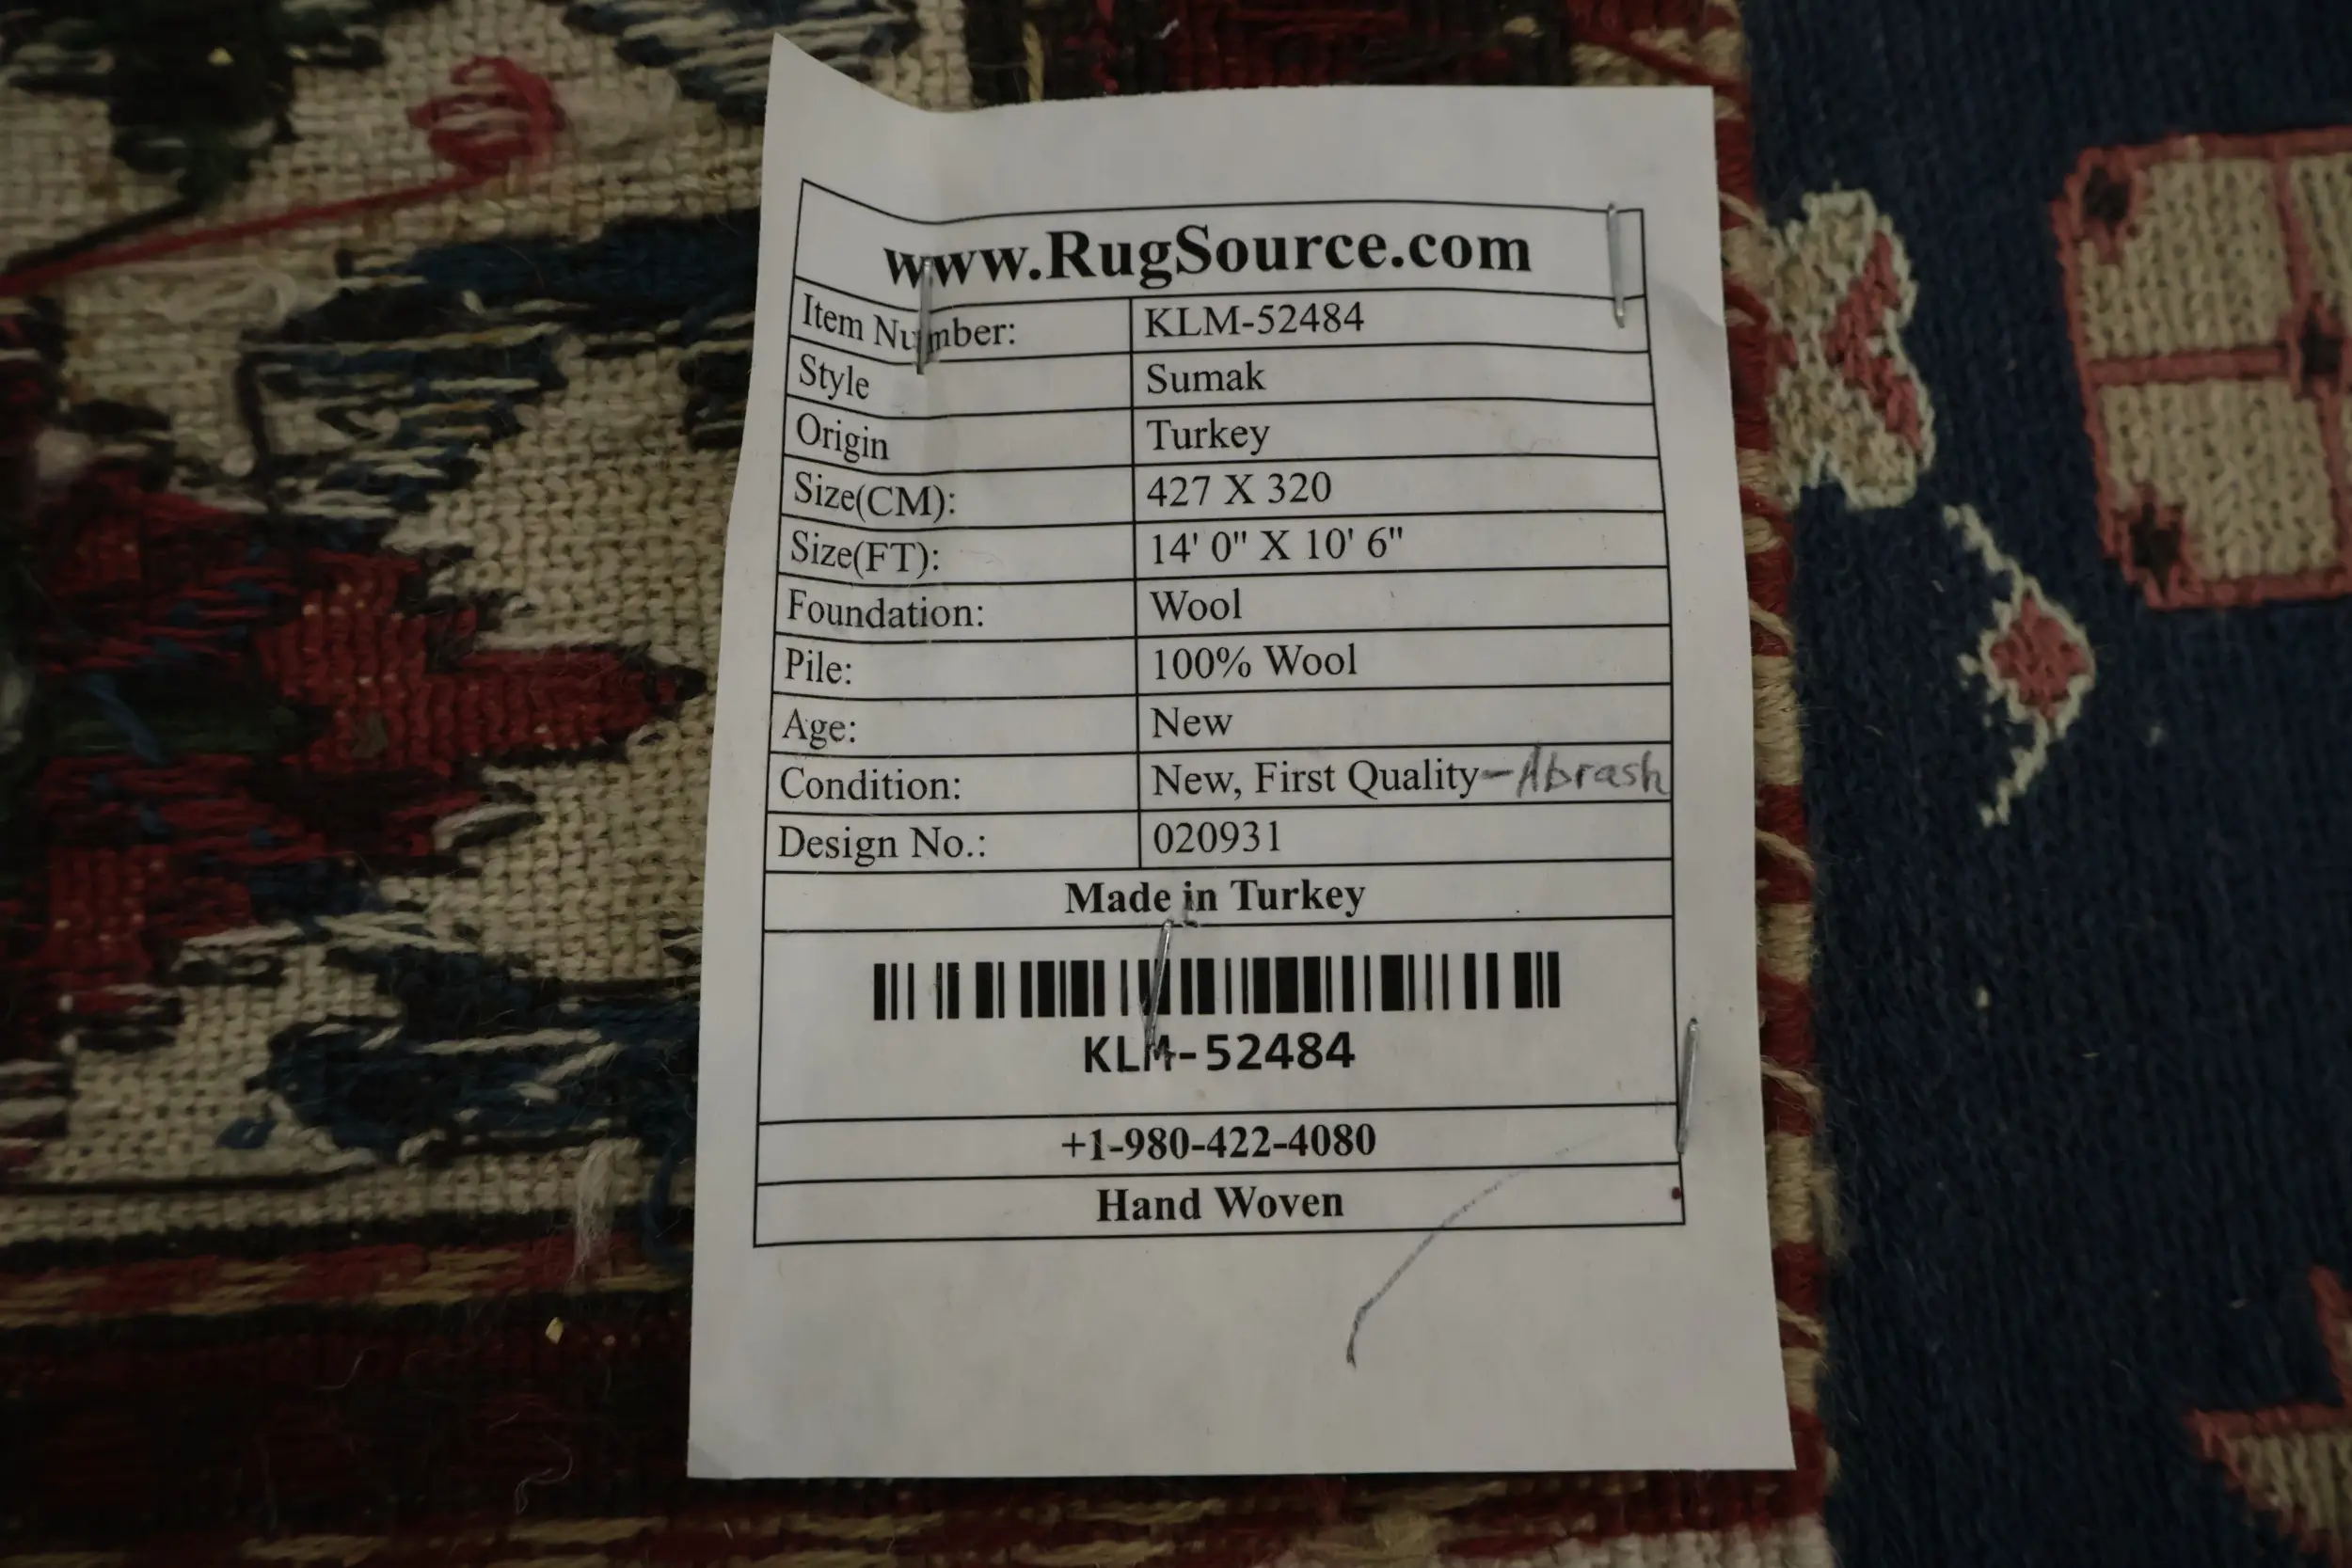 www.RugSource.com
Item Number: KLM-52484
Style Sumak
Origin Turkey
Size(CM): 427 X 320
Size(FT): 14' 0" X 10' 6"
Foundation: Wool
Pile: 100% Wool
Age: New
Condition: New, First Quality-Abrash
Design No.: 020931
Made in Turkey
KLM-52484
+1-980-422-4080
Hand Woven